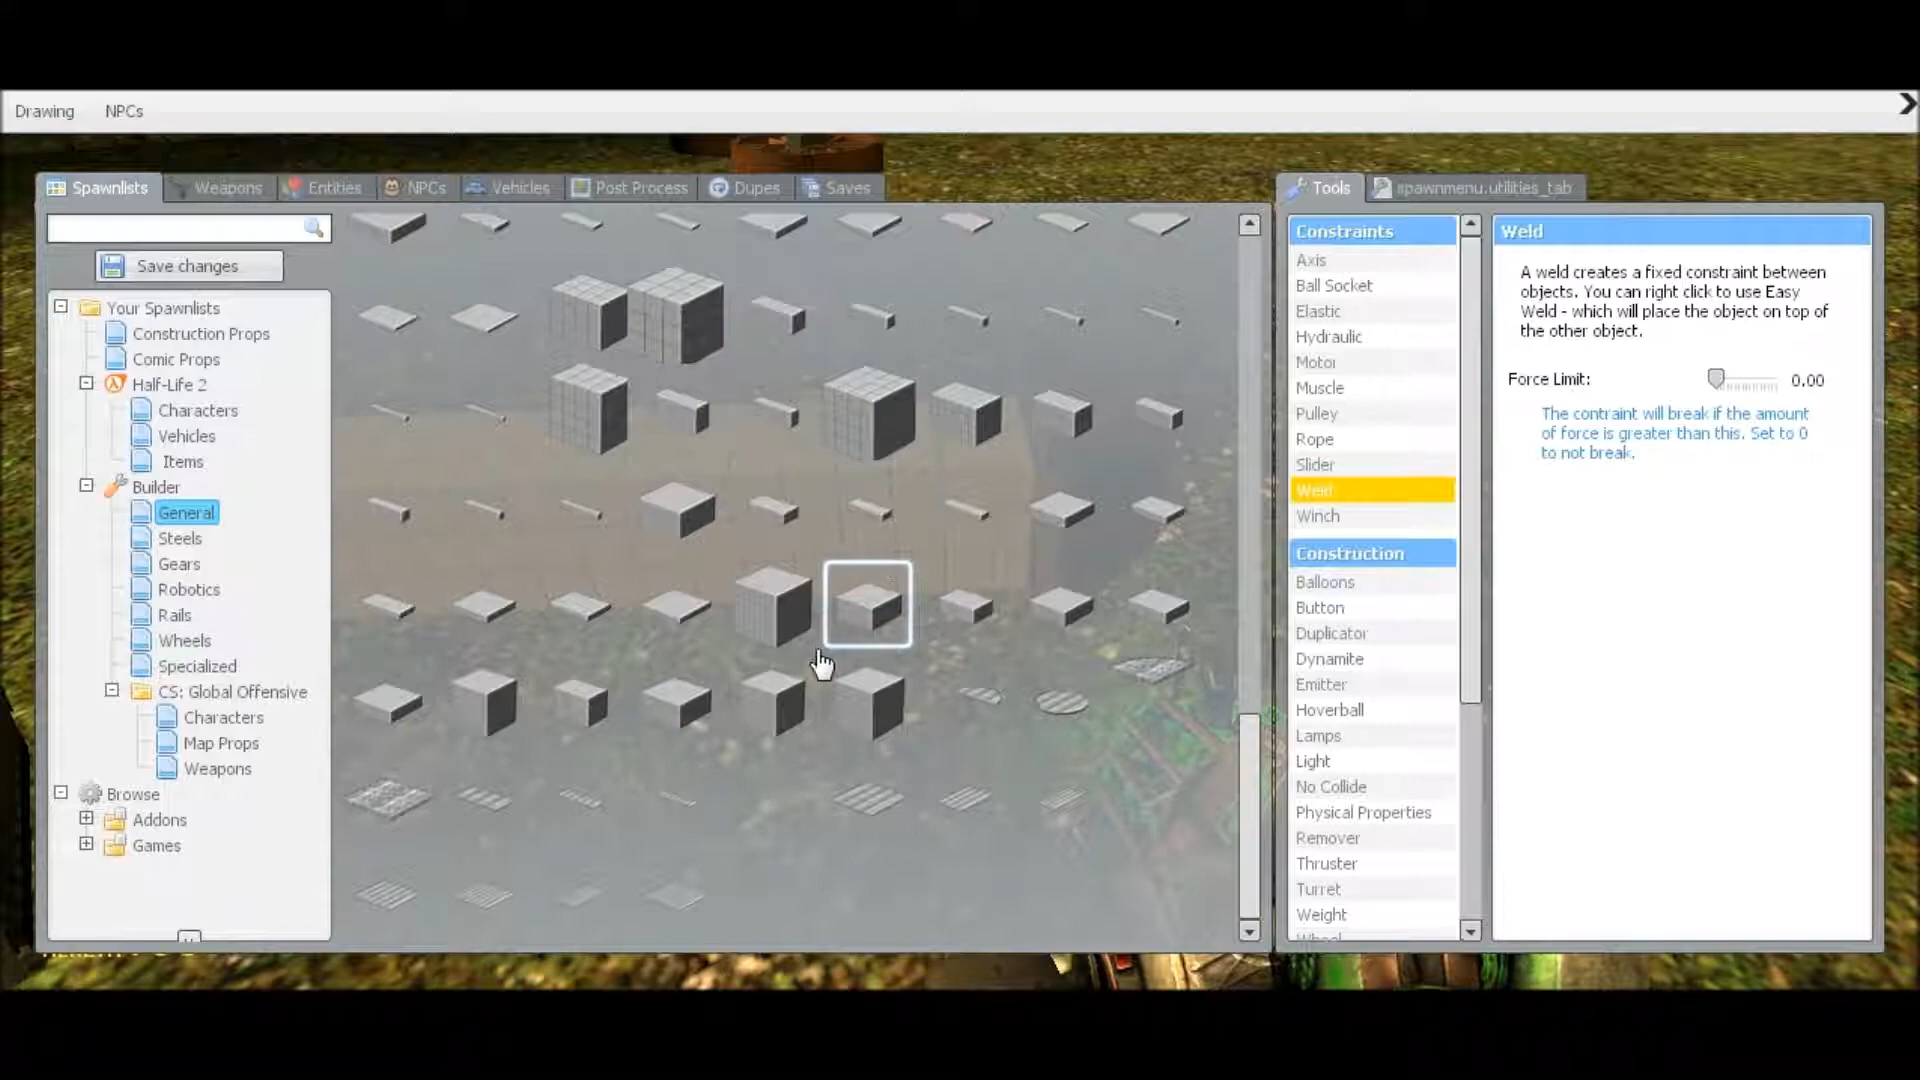 Drawing NPCs
Spawnlists Weapons Entities NPCs Vehicles Post Process Dupes Saves
Save changes
Your Spawnlists
Construction Props
Comic Props
Half-Life 2
Characters
Vehicles
Items
Builder
General
Steels
Gears
Robotics
Rails
Wheels
Specialized
CS: Global Offensive
Characters
Map Props
Weapons
Browse
Addons
Games
Tools spawnmenu.utilities_tab
Constraints
Axis
Ball Socket
Elastic
Hydraulic
Motor
Muscle
Pulley
Rope
Slider
Weld
Winch
Construction
Balloons
Button
Duplicator
Dynamite
Emitter
Hoverball
Lamps
Light
No Collide
Physical Properties
Remover
Thruster
Turret
Weight
Wheel
Weld
A weld creates a fixed constraint between
objects. You can right click to use Easy
Weld - which will place the object on top of
the other object.
Force Limit: 0.00
The contraint will break if the amount
of force is greater than this. Set to 0
to not break.